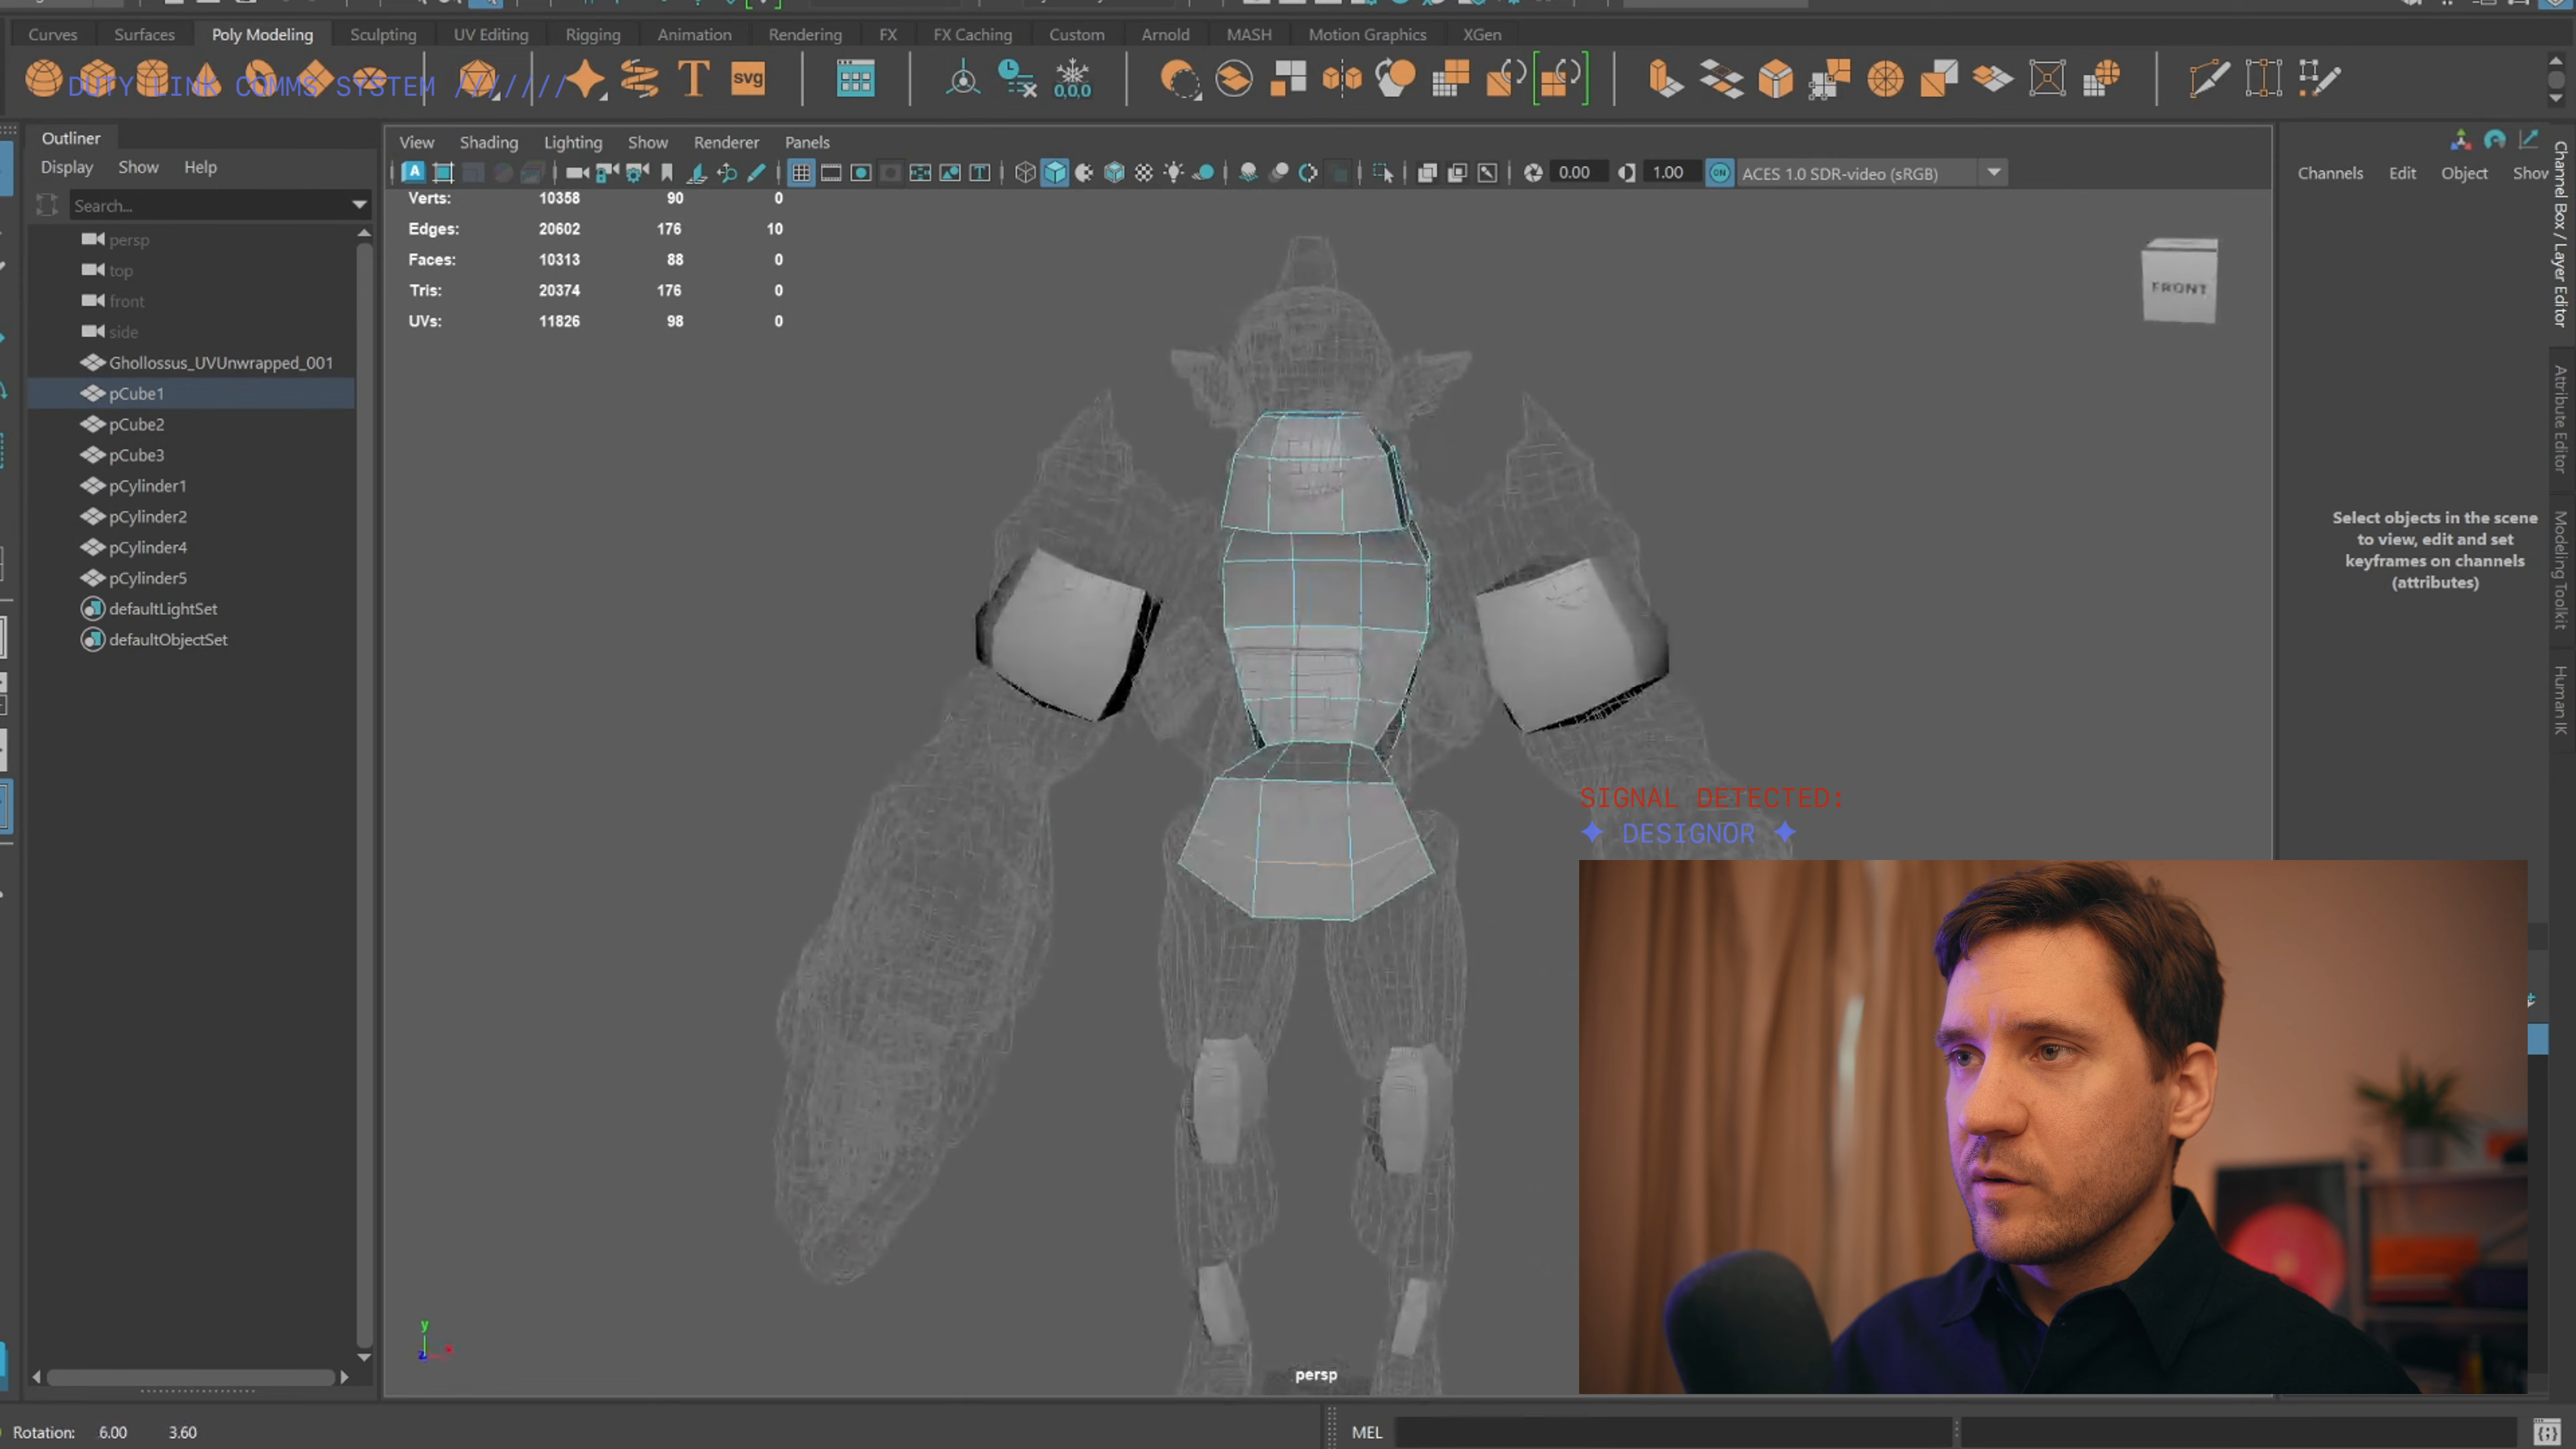 Curves Surfaces Poly Modeling Sculpting UV Editing Rigging Animation Rendering FX FX Caching Custom Arnold MASH Motion Graphics XGen
DUTY LINK COMMS SYSTEM ///////
T svg 0,0,0
Outliner
Display Show Help
Search...
persp
top
front
side
Ghollossus_UVUnwrapped_001
pCube1
pCube2
pCube3
pCylinder1
pCylinder2
pCylinder4
pCylinder5
defaultLightSet
defaultObjectSet
View Shading Lighting Show Renderer Panels
0.00 1.00 ON ACES 1.0 SDR-video (sRGB)
Verts: 10358 90 0
Edges: 20602 176 10
Faces: 10313 88 0
Tris: 20374 176 0
UVs: 11826 98 0
FRONT
SIGNAL DETECTED:
✦ DESIGNOR ✦
y
persp
Channels Edit Object Show
Select objects in the scene
to view, edit and set
keyframes on channels
(attributes)
Channel Box / Layer Editor
Attribute Editor
Modeling Toolkit
Human IK
Rotation: 6.00 3.60
MEL